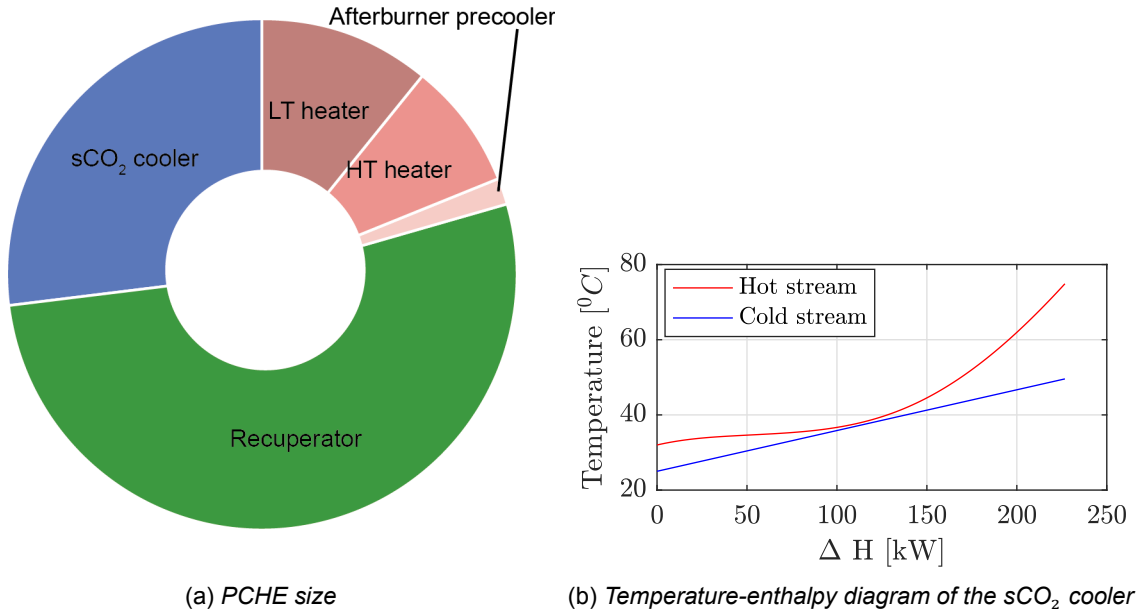 Afterburner precooler
LT heater
HT heater
sCO₂ cooler
Recuperator
(a) PCHE size
80
60
40
20
Temperature [⁰C]
Hot stream
Cold stream
0 50 100 150 200 250
Δ H [kW]
(b) Temperature-enthalpy diagram of the sCO₂ cooler